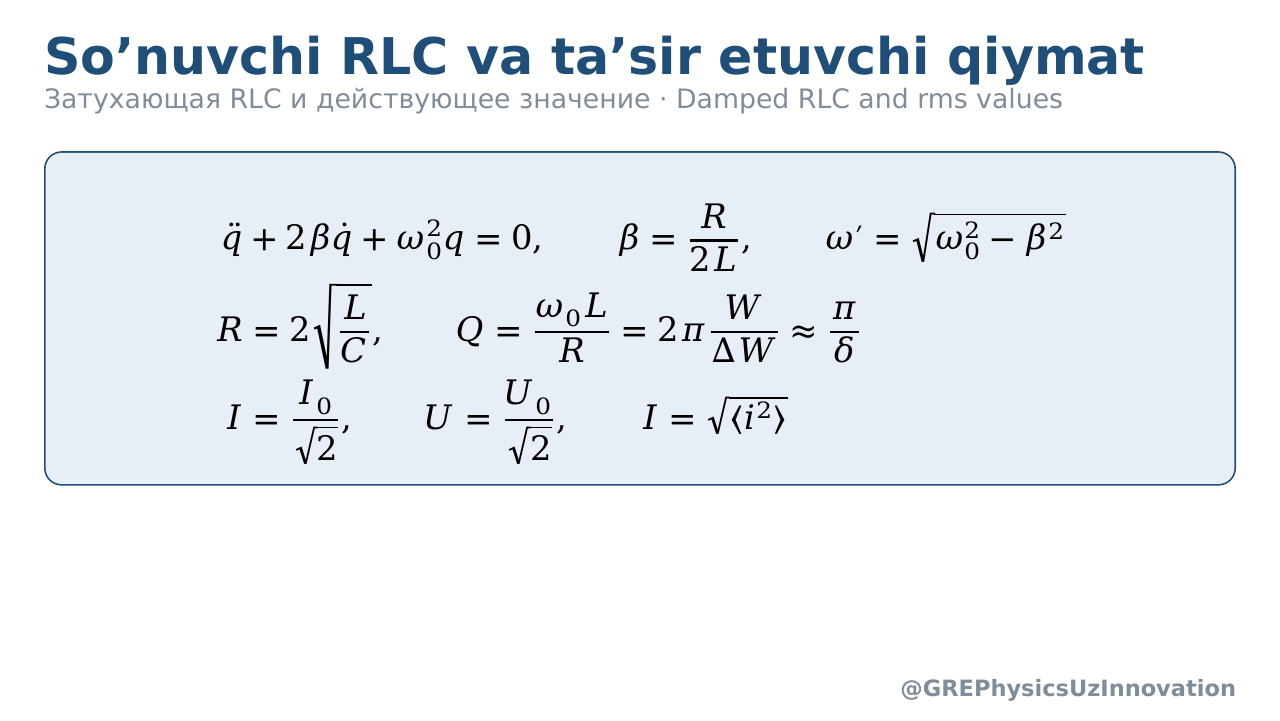 So’nuvchi RLC va ta’sir etuvchi qiymat
Затухающая RLC и действующее значение · Damped RLC and rms values
q̈ + 2βq̇ + ω₀²q = 0, β = R/2L, ω′ = √(ω₀² − β²)
R = 2√(L/C), Q = ω₀L/R = 2π W/ΔW ≈ π/δ
I = I₀/√2, U = U₀/√2, I = √⟨i²⟩
@GREPhysicsUzInnovation